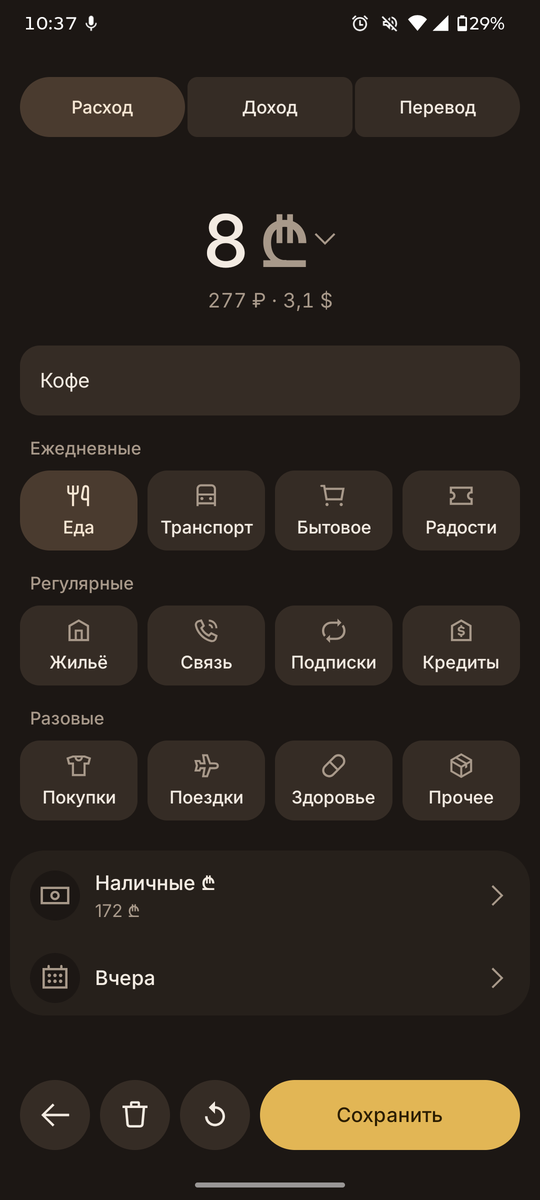 10:37
29%
Расход Доход Перевод
8 ₾
277 ₽ · 3,1 $
Кофе
Ежедневные
Еда Транспорт Бытовое Радости
Регулярные
Жильё Связь Подписки Кредиты
Разовые
Покупки Поездки Здоровье Прочее
Наличные ₾
172 ₾
Вчера
Сохранить